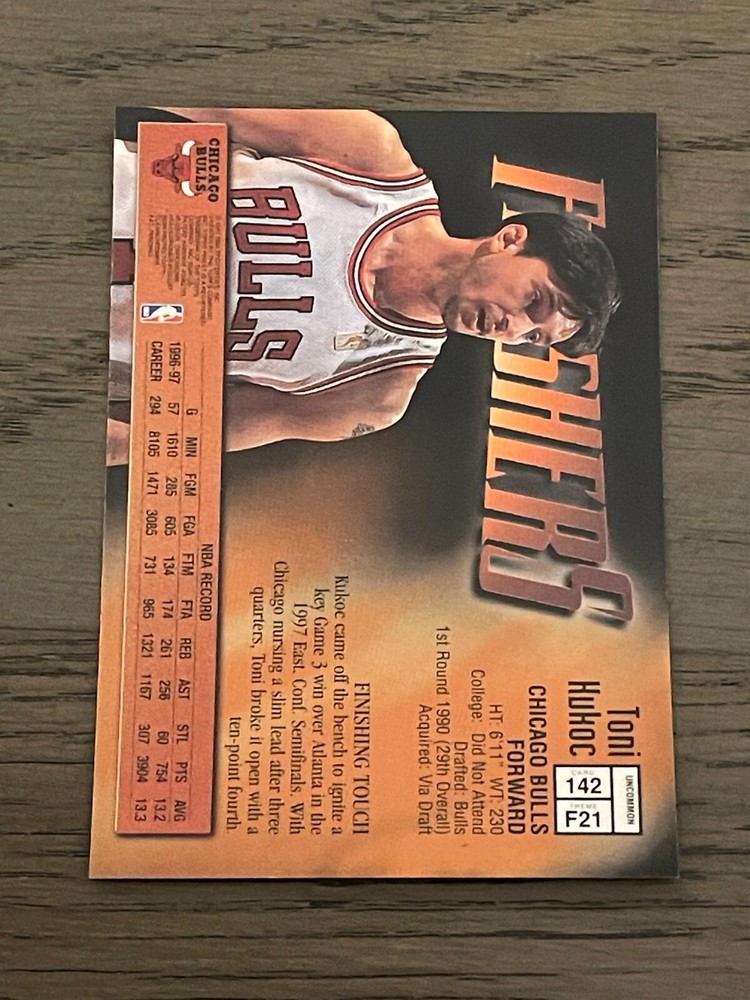 FINISHERS
UNCOMMON
CARD
142
THEME
F21
Toni
Kukoc
CHICAGO BULLS
FORWARD
HT: 6'11" WT: 230
College: Did Not Attend
Drafted: Bulls
1st Round 1990 (29th Overall)
Acquired: Via Draft
FINISHING TOUCH
Kukoc came off the bench to ignite a
key Game 3 win over Atlanta in the
1997 East. Conf. Semifinals. With
Chicago nursing a slim lead after three
quarters, Toni broke it open with a
ten-point fourth.
BULLS
NBA RECORD
G MIN FGM FGA FTM FTA REB AST STL PTS AVG
1996-97 57 1610 285 605 134 174 261 256 60 754 13.2
CAREER 294 8105 1471 3085 731 965 1321 1167 307 3904 13.3
CHICAGO
BULLS
NBA